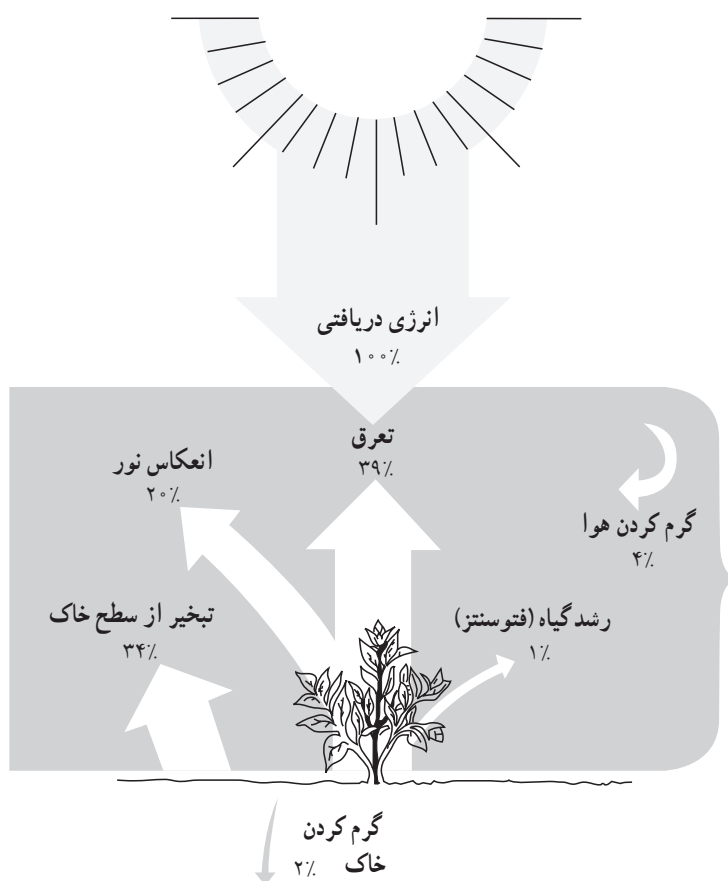 انرژی دریافتی
۱۰۰٪
تعرق
۳۹٪
انعکاس نور
۲۰٪
گرم کردن هوا
۴٪
تبخیر از سطح خاک
۳۴٪
رشد گیاه (فتوسنتز)
۱٪
گرم کردن
خاک ۲٪